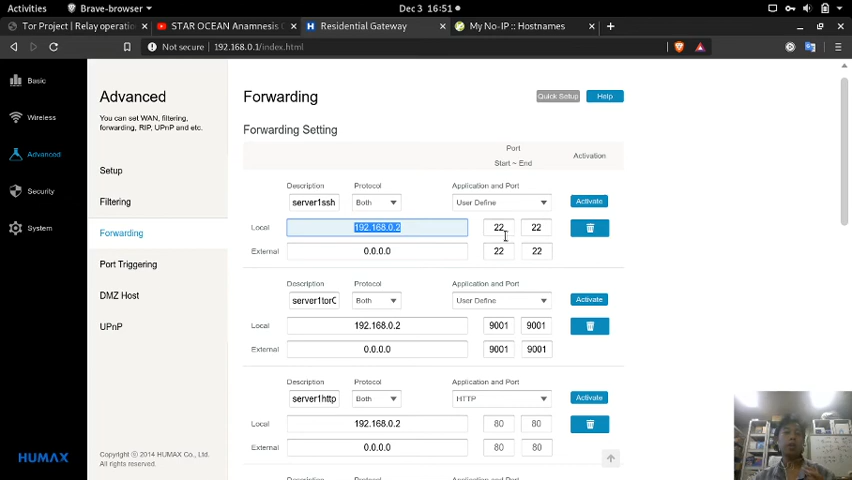 Activities
Brave-browser
Dec 3 16:51
Tor Project | Relay operation
STAR OCEAN Anamnesis O
Residential Gateway
My No-IP :: Hostnames
Not secure 192.168.0.1/index.html
Basic
Wireless
Advanced
Security
System
HUMAX
Advanced
You can set WAN, filtering,
forwarding, RIP, UPnP and etc.
Setup
Filtering
Forwarding
Port Triggering
DMZ Host
UPnP
Copyright ⓒ 2014 HUMAX Co., Ltd.
All rights reserved.
Forwarding
Quick Setup
Help
Forwarding Setting
Port
Start ~ End
Activation
Description Protocol Application and Port
server1ssh Both User Define Activate
Local 192.168.0.2 22 22
External 0.0.0.0 22 22
Description Protocol Application and Port
server1torC Both User Define Activate
Local 192.168.0.2 9001 9001
External 0.0.0.0 9001 9001
Description Protocol Application and Port
server1http Both HTTP Activate
Local 192.168.0.2 80 80
External 0.0.0.0 80 80